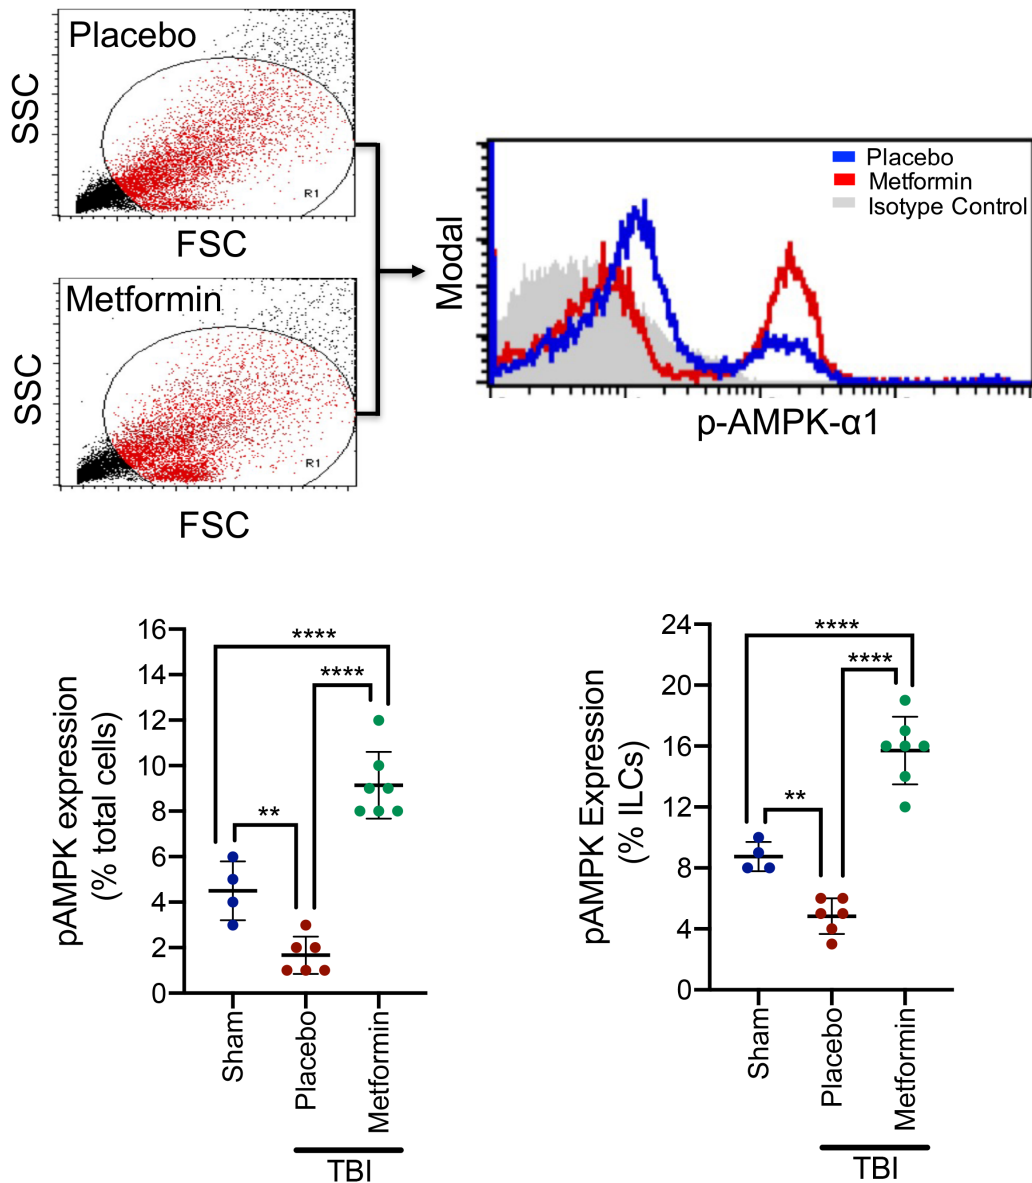 Placebo
SSC
R1
FSC
Metformin
SSC
R1
FSC
Placebo
Metformin
Isotype Control
Modal
p-AMPK-α1
16
14
12
10
8
6
4
2
0
pAMPK expression
(% total cells)
****
****
**
Sham
Placebo
Metformin
TBI
24
20
16
12
8
4
0
pAMPK Expression
(% ILCs)
****
****
**
Sham
Placebo
Metformin
TBI